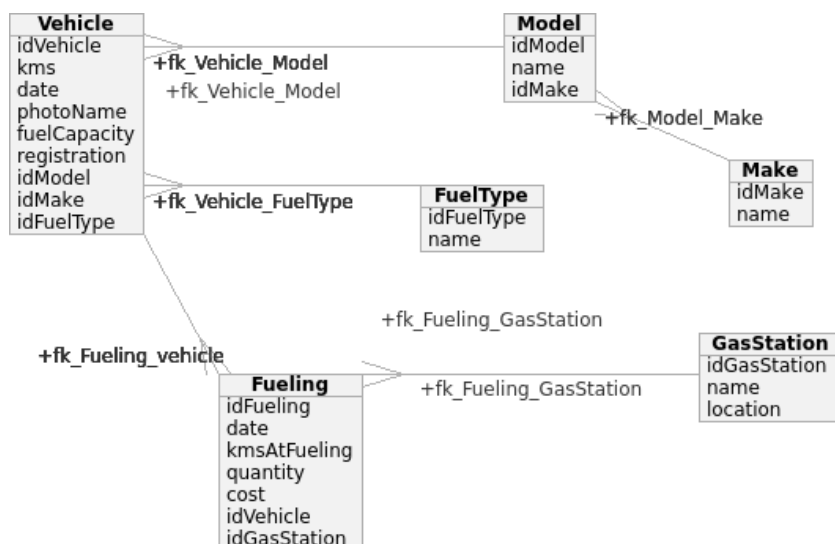 Vehicle
idVehicle
kms
date
photoName
fuelCapacity
registration
idModel
idMake
idFuelType
Model
idModel
name
idMake
+fk_Vehicle_Model
+fk_Vehicle_Model
+fk_Model_Make
Make
idMake
name
+fk_Vehicle_FuelType
FuelType
idFuelType
name
+fk_Fueling_GasStation
+fk_Fueling_vehicle
+fk_Fueling_GasStation
GasStation
idGasStation
name
location
Fueling
idFueling
date
kmsAtFueling
quantity
cost
idVehicle
idGasStation